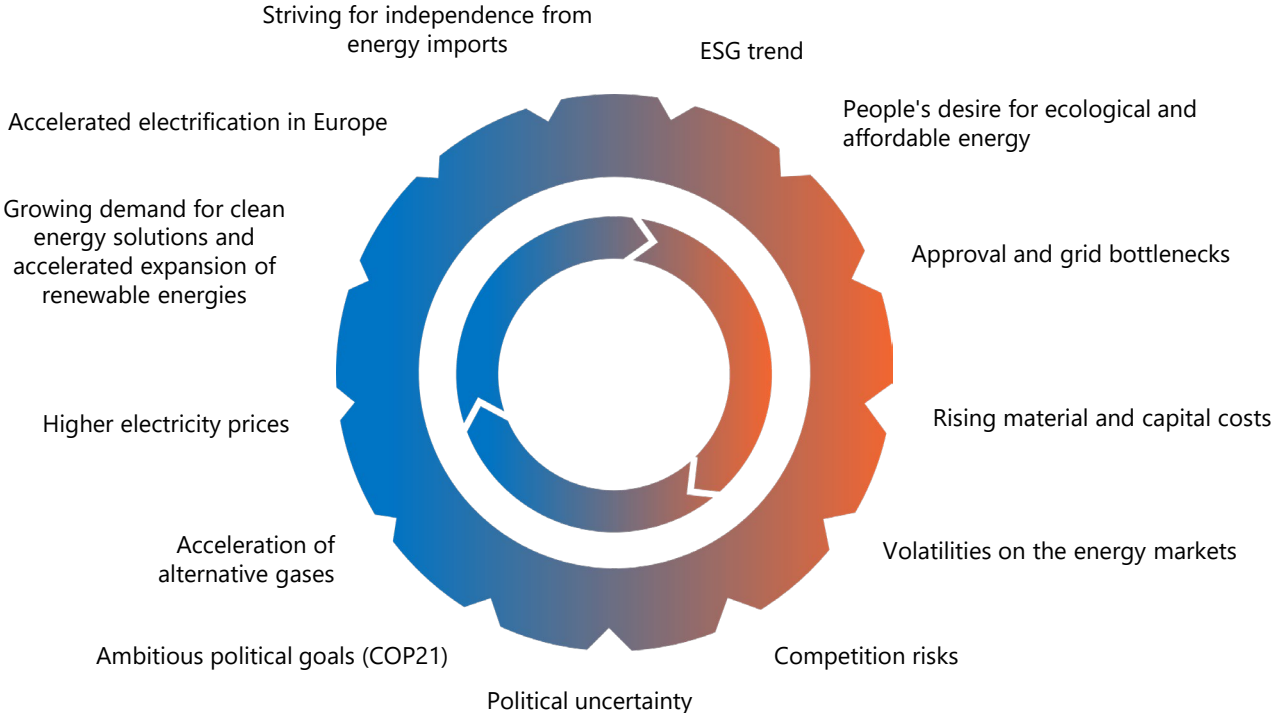 Striving for independence from
energy imports
ESG trend
People's desire for ecological and
affordable energy
Accelerated electrification in Europe
Growing demand for clean
energy solutions and
accelerated expansion of
renewable energies
Approval and grid bottlenecks
Higher electricity prices
Rising material and capital costs
Acceleration of
alternative gases
Volatilities on the energy markets
Ambitious political goals (COP21)
Competition risks
Political uncertainty